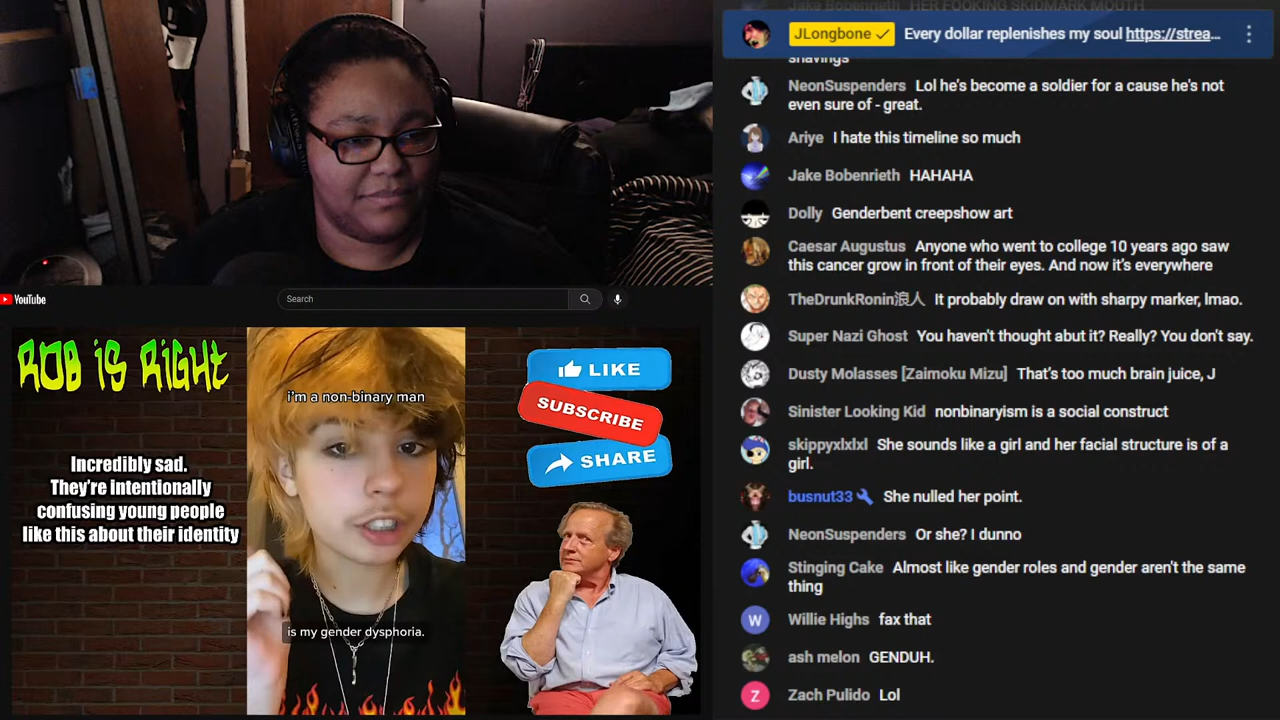 Jake Bobenrieth HER FOOKING SKIDMARK MOUTH
JLongbone Every dollar replenishes my soul https://strea...
shavings
NeonSuspenders Lol he's become a soldier for a cause he's not
even sure of - great.
Ariye I hate this timeline so much
Jake Bobenrieth HAHAHA
Dolly Genderbent creepshow art
Caesar Augustus Anyone who went to college 10 years ago saw
this cancer grow in front of their eyes. And now it's everywhere
TheDrunkRonin浪人 It probably draw on with sharpy marker, lmao.
Super Nazi Ghost You haven't thought abut it? Really? You don't say.
Dusty Molasses [Zaimoku Mizu] That's too much brain juice, J
Sinister Looking Kid nonbinaryism is a social construct
skippyxlxlxl She sounds like a girl and her facial structure is of a
girl.
busnut33 She nulled her point.
NeonSuspenders Or she? I dunno
Stinging Cake Almost like gender roles and gender aren't the same
thing
W
Willie Highs fax that
ash melon GENDUH.
Z
Zach Pulido Lol
YouTube
Search
ROB iS RiGHT
Incredibly sad.
They're intentionally
confusing young people
like this about their identity
i'm a non-binary man
is my gender dysphoria.
LIKE
SUBSCRIBE
SHARE